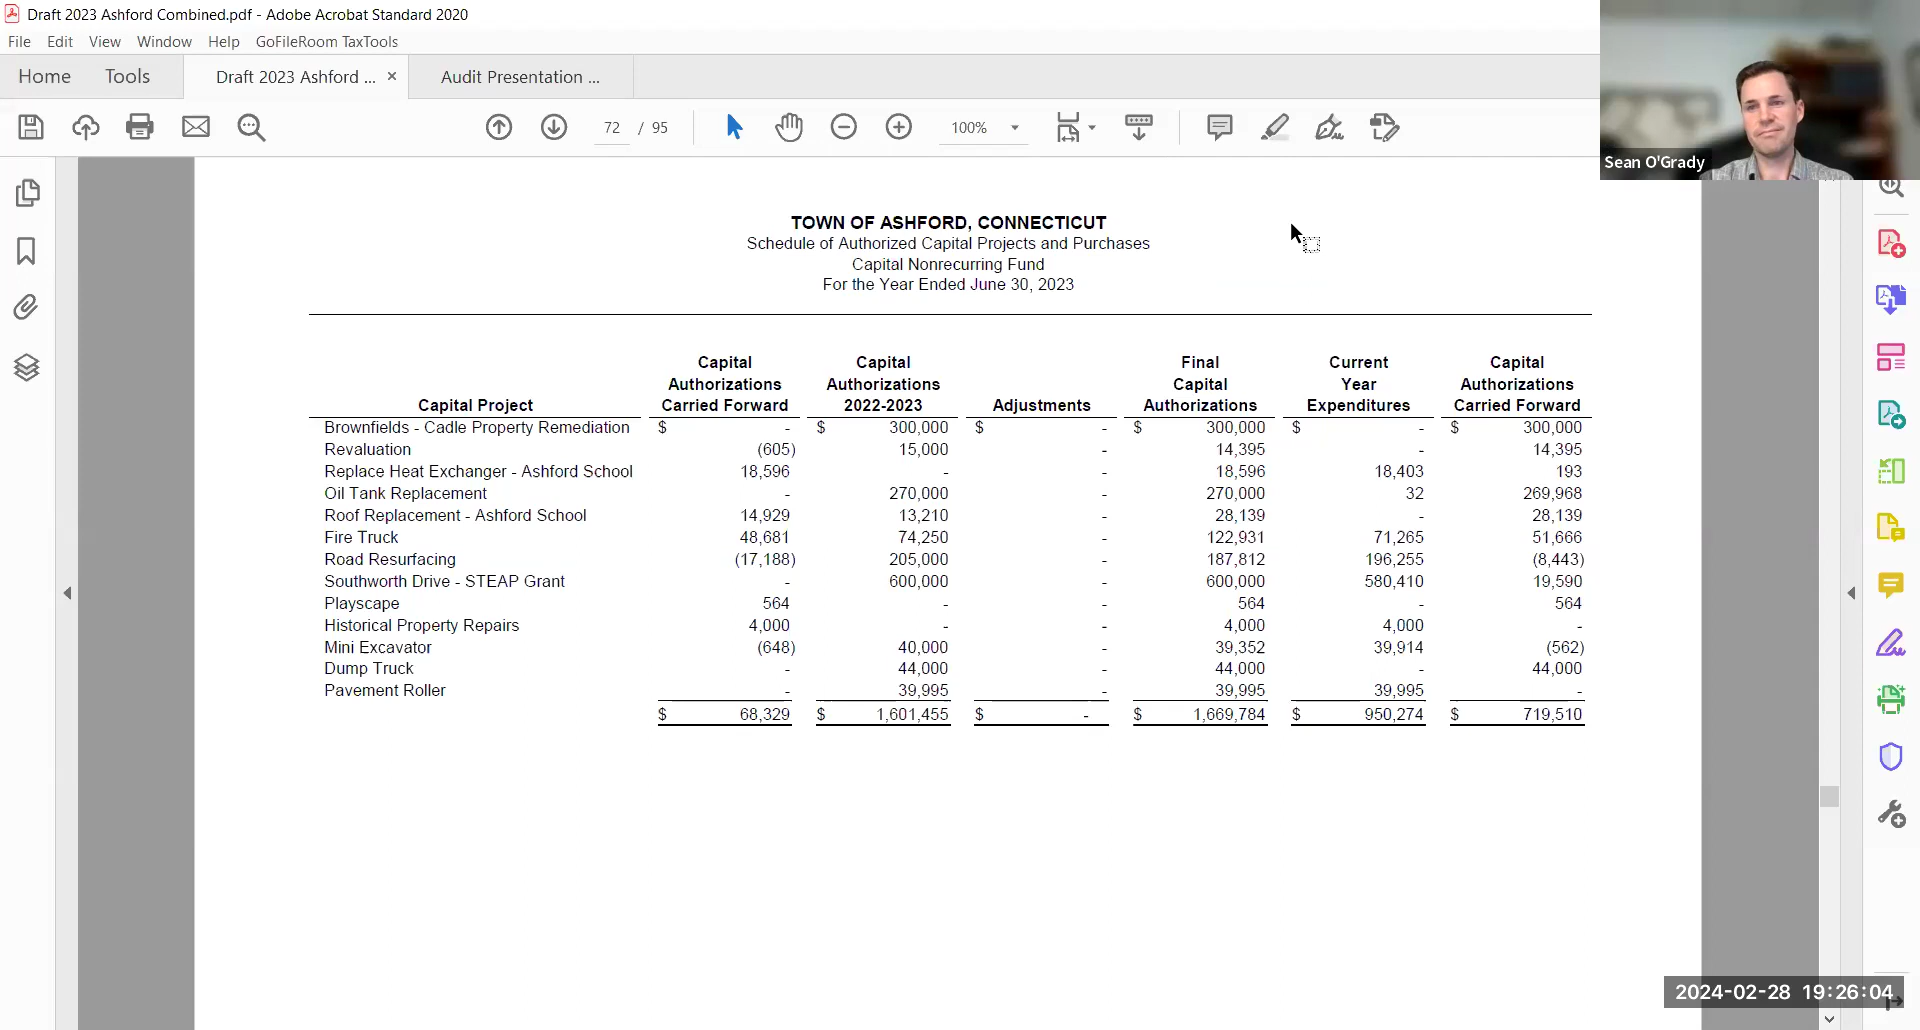 Draft 2023 Ashford Combined.pdf - Adobe Acrobat Standard 2020
File Edit View Window Help GoFileRoom TaxTools
Home Tools Draft 2023 Ashford ... × Audit Presentation ...
72 / 95 100%
Sean O'Grady
TOWN OF ASHFORD, CONNECTICUT
Schedule of Authorized Capital Projects and Purchases
Capital Nonrecurring Fund
For the Year Ended June 30, 2023
Capital Capital Final Current Capital
Authorizations Authorizations Capital Year Authorizations
Capital Project Carried Forward 2022-2023 Adjustments Authorizations Expenditures Carried Forward
Brownfields - Cadle Property Remediation $ - $ 300,000 $ - $ 300,000 $ - $ 300,000
Revaluation (605) 15,000 - 14,395 - 14,395
Replace Heat Exchanger - Ashford School 18,596 - - 18,596 18,403 193
Oil Tank Replacement - 270,000 - 270,000 32 269,968
Roof Replacement - Ashford School 14,929 13,210 - 28,139 - 28,139
Fire Truck 48,681 74,250 - 122,931 71,265 51,666
Road Resurfacing (17,188) 205,000 - 187,812 196,255 (8,443)
Southworth Drive - STEAP Grant - 600,000 - 600,000 580,410 19,590
Playscape 564 - - 564 - 564
Historical Property Repairs 4,000 - - 4,000 4,000 -
Mini Excavator (648) 40,000 - 39,352 39,914 (562)
Dump Truck - 44,000 - 44,000 - 44,000
Pavement Roller - 39,995 - 39,995 39,995 -
$ 68,329 $ 1,601,455 $ - $ 1,669,784 $ 950,274 $ 719,510
2024-02-28 19:26:04